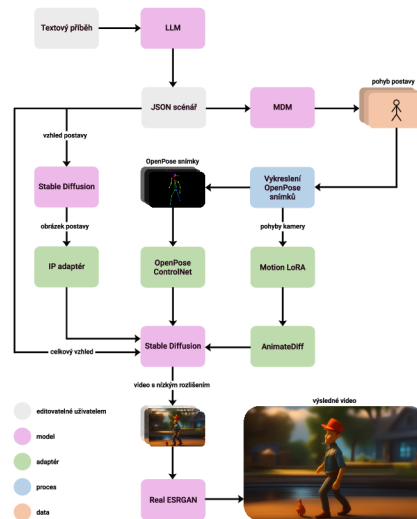 Textový příběh
LLM
pohyb postavy
JSON scénář
MDM
vzhled postavy
OpenPose snímky
Stable Diffusion
Vykreslení
OpenPose
snímků
obrázek postavy
pohyby kamery
IP adaptér
OpenPose
ControlNet
Motion LoRA
Stable Diffusion
AnimateDiff
celkový vzhled
video s nízkým rozlišením
editovatelné uživatelem
výsledné video
model
adaptér
proces
Real ESRGAN
data